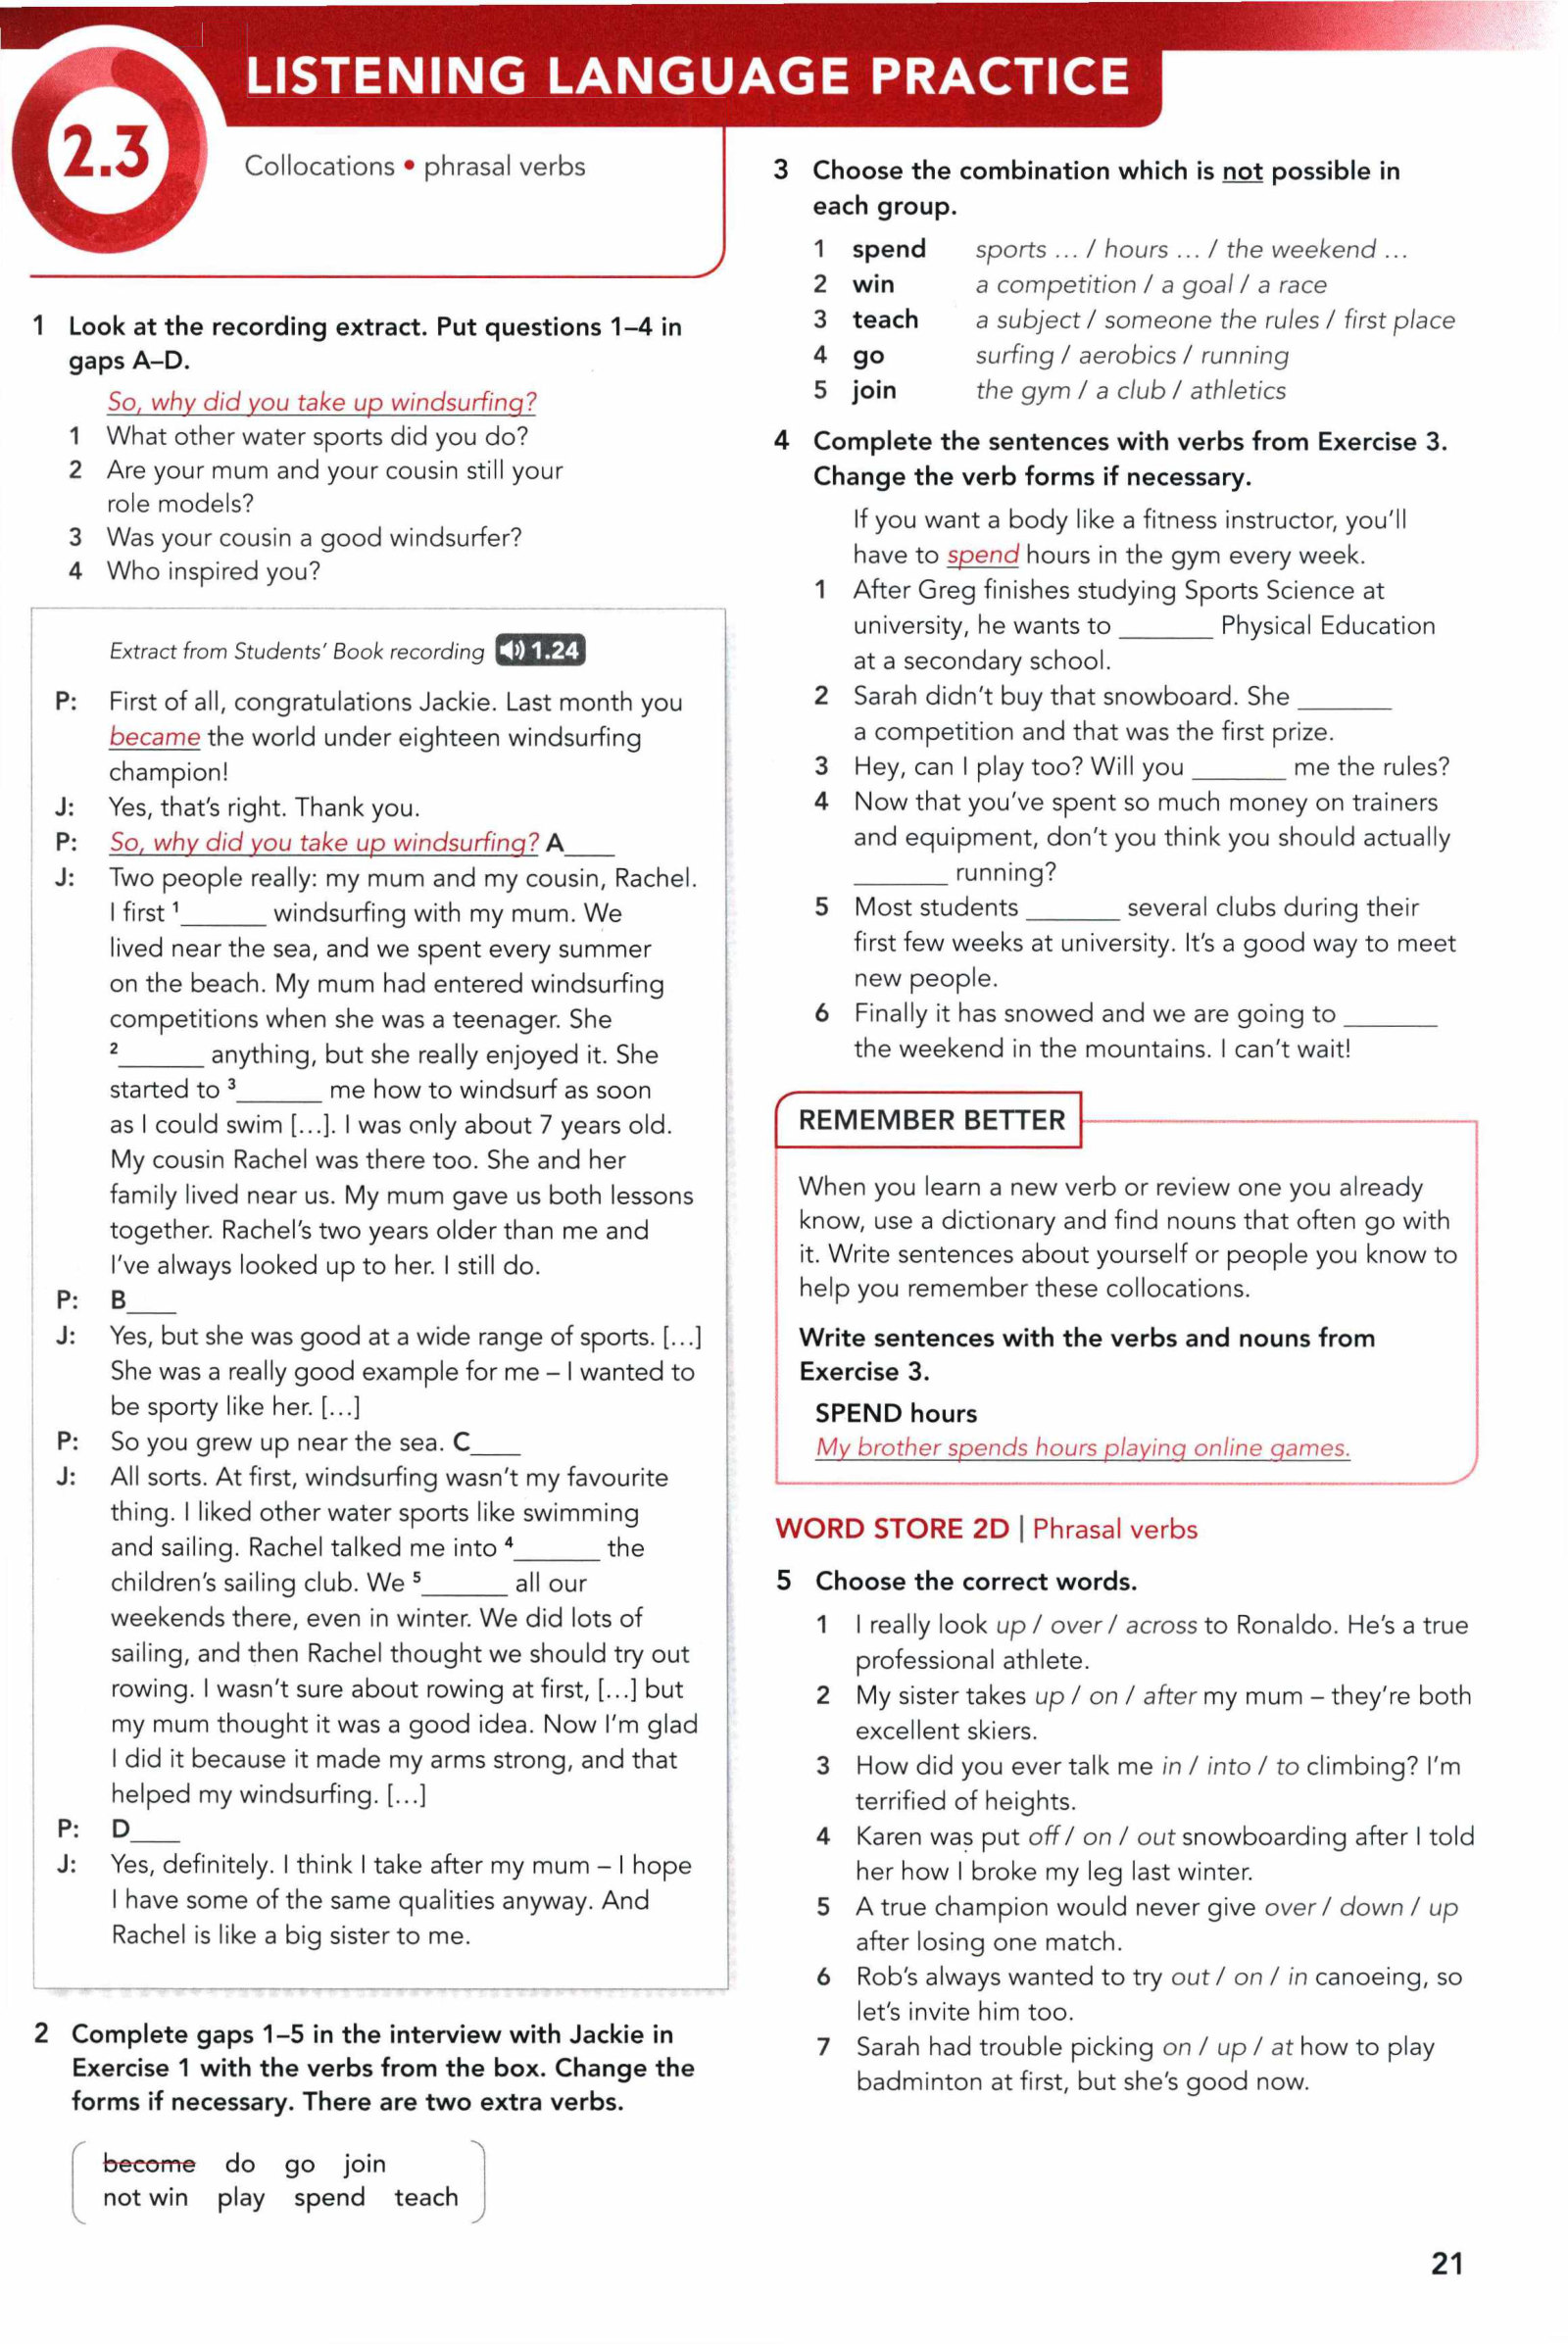 LISTENING LANGUAGE PRACTICE
2.3
Collocations • phrasal verbs
1 Look at the recording extract. Put questions 1–4 in
gaps A–D.
So, why did you take up windsurfing?
1 What other water sports did you do?
2 Are your mum and your cousin still your
role models?
3 Was your cousin a good windsurfer?
4 Who inspired you?
Extract from Students' Book recording 1.24
P: First of all, congratulations Jackie. Last month you
became the world under eighteen windsurfing
champion!
J: Yes, that's right. Thank you.
P: So, why did you take up windsurfing? A____
J: Two people really: my mum and my cousin, Rachel.
I first 1______ windsurfing with my mum. We
lived near the sea, and we spent every summer
on the beach. My mum had entered windsurfing
competitions when she was a teenager. She
2______ anything, but she really enjoyed it. She
started to 3______ me how to windsurf as soon
as I could swim [...]. I was only about 7 years old.
My cousin Rachel was there too. She and her
family lived near us. My mum gave us both lessons
together. Rachel's two years older than me and
I've always looked up to her. I still do.
P: B____
J: Yes, but she was good at a wide range of sports. [...]
She was a really good example for me – I wanted to
be sporty like her. [...]
P: So you grew up near the sea. C____
J: All sorts. At first, windsurfing wasn't my favourite
thing. I liked other water sports like swimming
and sailing. Rachel talked me into 4______ the
children's sailing club. We 5______ all our
weekends there, even in winter. We did lots of
sailing, and then Rachel thought we should try out
rowing. I wasn't sure about rowing at first, [...] but
my mum thought it was a good idea. Now I'm glad
I did it because it made my arms strong, and that
helped my windsurfing. [...]
P: D____
J: Yes, definitely. I think I take after my mum – I hope
I have some of the same qualities anyway. And
Rachel is like a big sister to me.
2 Complete gaps 1–5 in the interview with Jackie in
Exercise 1 with the verbs from the box. Change the
forms if necessary. There are two extra verbs.
become do go join
not win play spend teach
3 Choose the combination which is not possible in
each group.
1 spend sports ... / hours ... / the weekend ...
2 win a competition / a goal / a race
3 teach a subject / someone the rules / first place
4 go surfing / aerobics / running
5 join the gym / a club / athletics
4 Complete the sentences with verbs from Exercise 3.
Change the verb forms if necessary.
If you want a body like a fitness instructor, you'll
have to spend hours in the gym every week.
1 After Greg finishes studying Sports Science at
university, he wants to ______ Physical Education
at a secondary school.
2 Sarah didn't buy that snowboard. She ______
a competition and that was the first prize.
3 Hey, can I play too? Will you ______ me the rules?
4 Now that you've spent so much money on trainers
and equipment, don't you think you should actually
______ running?
5 Most students ______ several clubs during their
first few weeks at university. It's a good way to meet
new people.
6 Finally it has snowed and we are going to ______
the weekend in the mountains. I can't wait!
REMEMBER BETTER
When you learn a new verb or review one you already
know, use a dictionary and find nouns that often go with
it. Write sentences about yourself or people you know to
help you remember these collocations.
Write sentences with the verbs and nouns from
Exercise 3.
SPEND hours
My brother spends hours playing online games.
WORD STORE 2D | Phrasal verbs
5 Choose the correct words.
1 I really look up / over / across to Ronaldo. He's a true
professional athlete.
2 My sister takes up / on / after my mum – they're both
excellent skiers.
3 How did you ever talk me in / into / to climbing? I'm
terrified of heights.
4 Karen was put off / on / out snowboarding after I told
her how I broke my leg last winter.
5 A true champion would never give over / down / up
after losing one match.
6 Rob's always wanted to try out / on / in canoeing, so
let's invite him too.
7 Sarah had trouble picking on / up / at how to play
badminton at first, but she's good now.
21